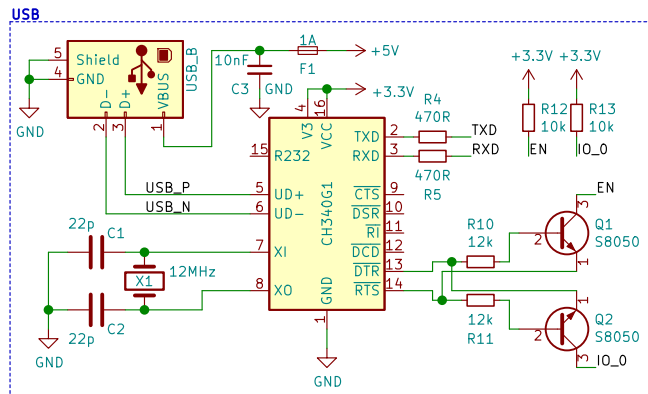 USB
5 Shield
4 GND
D-
D+
VBUS
USB_B
2
3
1
GND
10nF
C3
GND
1A
F1
+5V
+3.3V
4
16
V3
VCC
15 R232
USB_P
5 UD+
USB_N
6 UD-
7 XI
8 XO
CH340G1
GND
1
GND
TXD 2
RXD 3
CTS 9
DSR 10
RI 11
DCD 12
DTR 13
RTS 14
R4
470R
TXD
RXD
470R
R5
22p
C1
12MHz
X1
C2
22p
GND
+3.3V
+3.3V
R12
10k
R13
10k
EN
IO_0
EN
3
Q1
S8050
2
1
R10
12k
12k
R11
1
Q2
S8050
2
3
IO_0